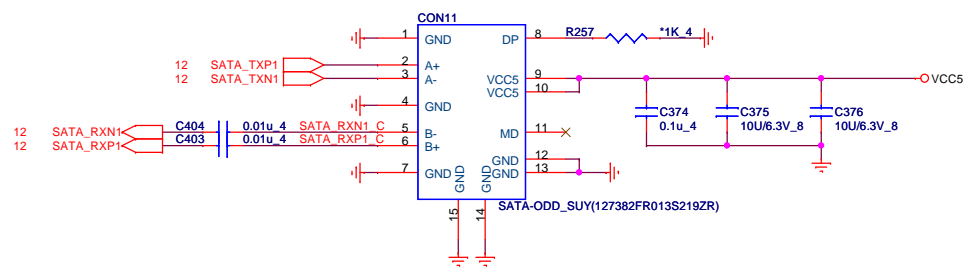 CON11
1 GND DP 8 R257 *1K_4
12 SATA_TXP1 2 A+
12 SATA_TXN1 3 A-
VCC5 9 VCC5
VCC5 10
4 GND
C374 C375 C376
0.1u_4 10U/6.3V_8 10U/6.3V_8
12 SATA_RXN1 C404 0.01u_4 SATA_RXN1_C 5 B- MD 11
12 SATA_RXP1 C403 0.01u_4 SATA_RXP1_C 6 B+
GND 12
7 GND GND 13
GND GND
15 14
SATA-ODD_SUY(127382FR013S219ZR)